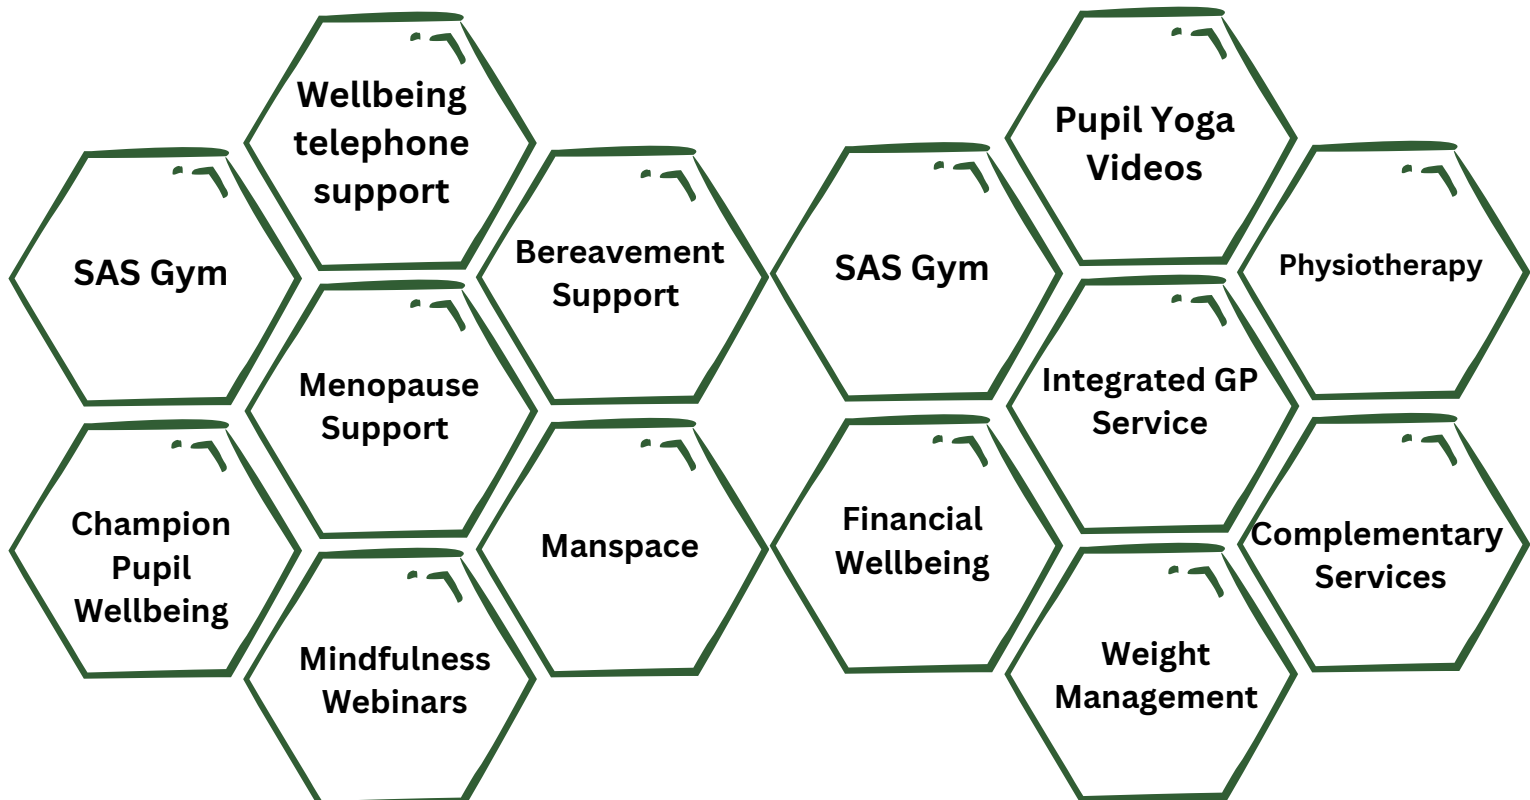 Wellbeing
telephone
support
SAS Gym
Bereavement
Support
Menopause
Support
Champion
Pupil
Wellbeing
Manspace
Mindfulness
Webinars
Pupil Yoga
Videos
SAS Gym
Physiotherapy
Integrated GP
Service
Financial
Wellbeing
Complementary
Services
Weight
Management